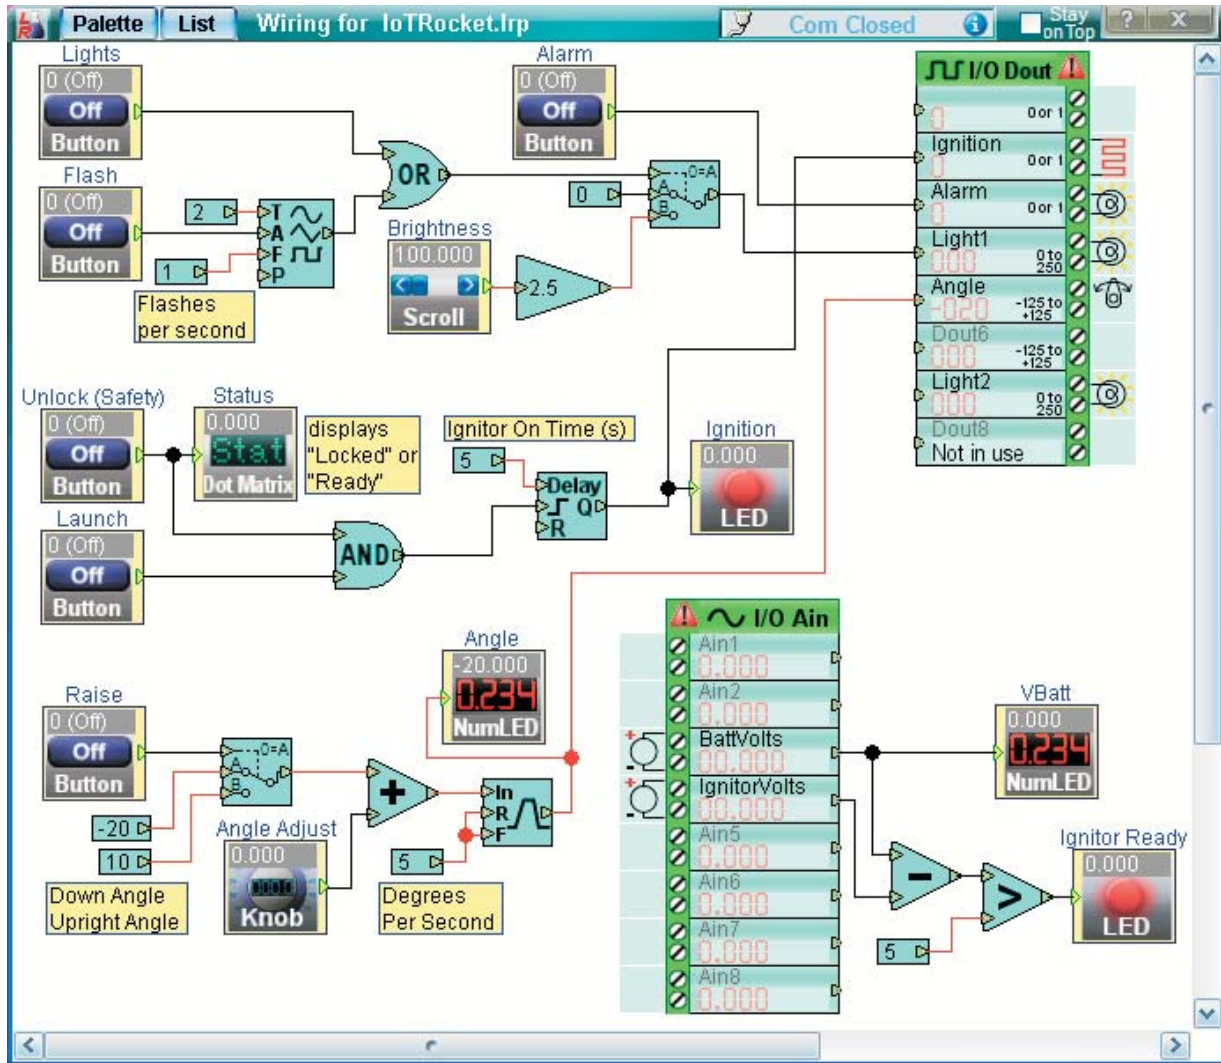 Palette List Wiring for IoTRocket.lrp Com Closed Stay on Top ? X
Lights
0 (Off)
Off
Button
Flash
0 (Off)
Off
Button
2
1
T
A
F
P
Flashes
per second
OR
Alarm
0 (Off)
Off
Button
Brightness
100.000
Scroll
2.5
0
0=A
A
B
I/O Dout
0
0 or 1
Ignition
0
0 or 1
Alarm
0
0 or 1
Light1
000
0 to
250
Angle
-020
-125 to
+125
Dout6
000
-125 to
+125
Light2
000
0 to
250
Dout8
Not in use
Unlock (Safety)
0 (Off)
Off
Button
Status
0.000
Stat
Dot Matrix
displays
"Locked" or
"Ready"
Launch
0 (Off)
Off
Button
AND
Ignitor On Time (s)
5
Delay
Q
R
Ignition
0.000
LED
Angle
-20.000
0.234
NumLED
Raise
0 (Off)
Off
Button
0=A
A
B
-20
10
Down Angle
Upright Angle
+
Angle Adjust
0.000
0000
Knob
In
R
F
5
Degrees
Per Second
I/O Ain
Ain1
0.000
Ain2
0.000
BattVolts
00.000
IgnitorVolts
00.000
Ain5
0.000
Ain6
0.000
Ain7
0.000
Ain8
0.000
+
-
+
-
VBatt
0.000
0.234
NumLED
-
>
5
Ignitor Ready
0.000
LED